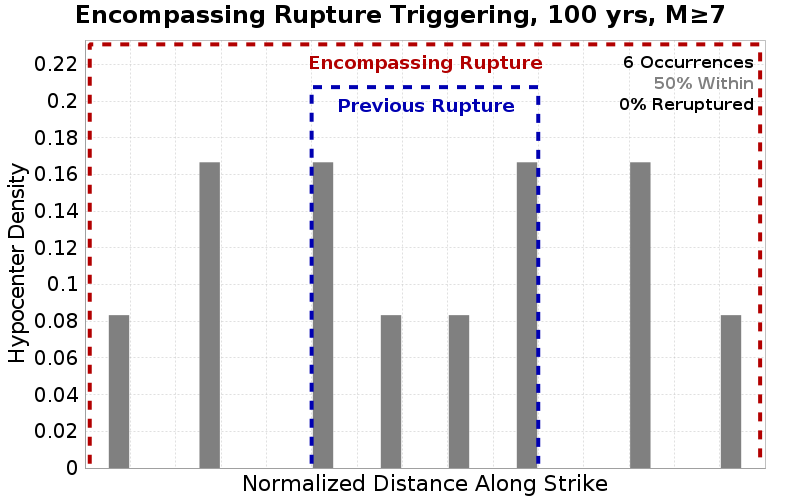 Encompassing Rupture Triggering, 100 yrs, M≥7
Encompassing Rupture
6 Occurrences
50% Within
0% Reruptured
Previous Rupture
Hypocenter Density
0.22
0.2
0.18
0.16
0.14
0.12
0.1
0.08
0.06
0.04
0.02
0
Normalized Distance Along Strike